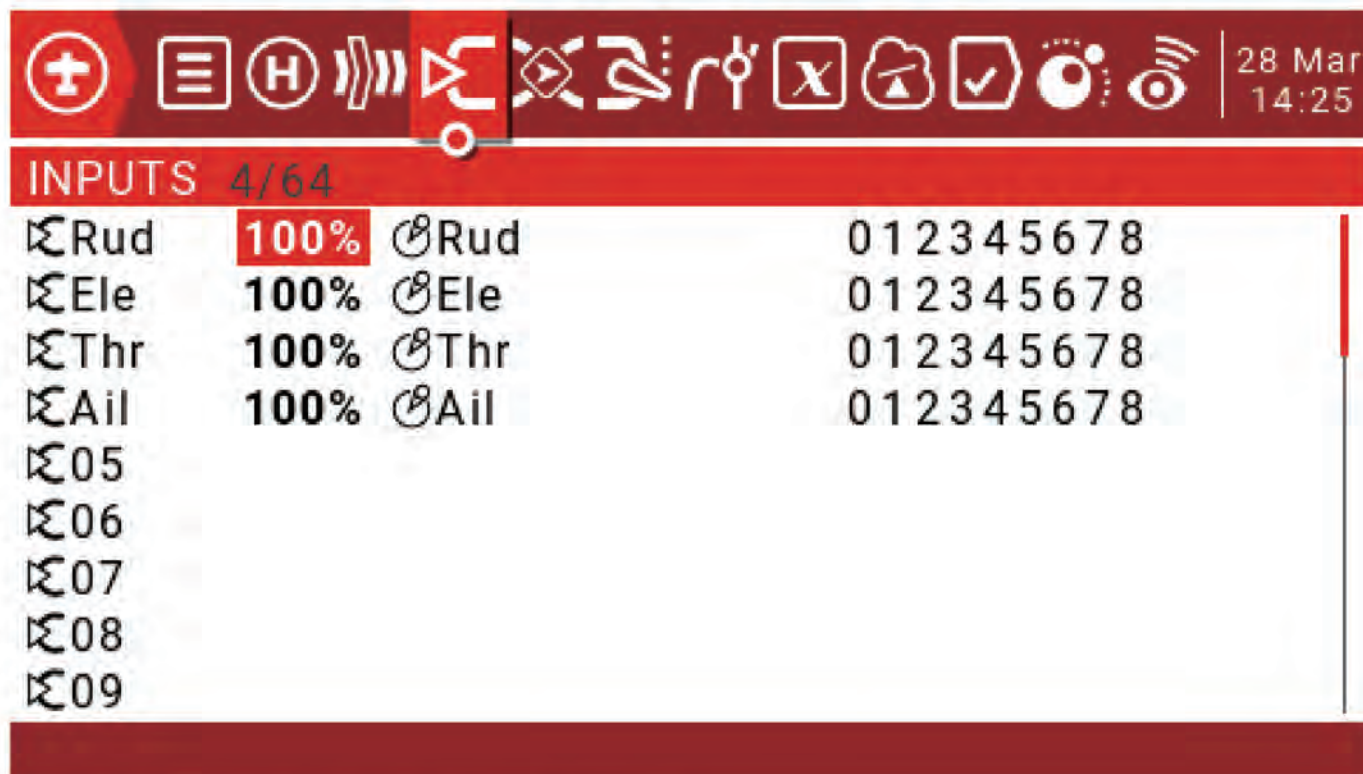 H X 28 Mar
14:25
INPUTS 4/64
Rud 100% Rud 012345678
Ele 100% Ele 012345678
Thr 100% Thr 012345678
Ail 100% Ail 012345678
05
06
07
08
09